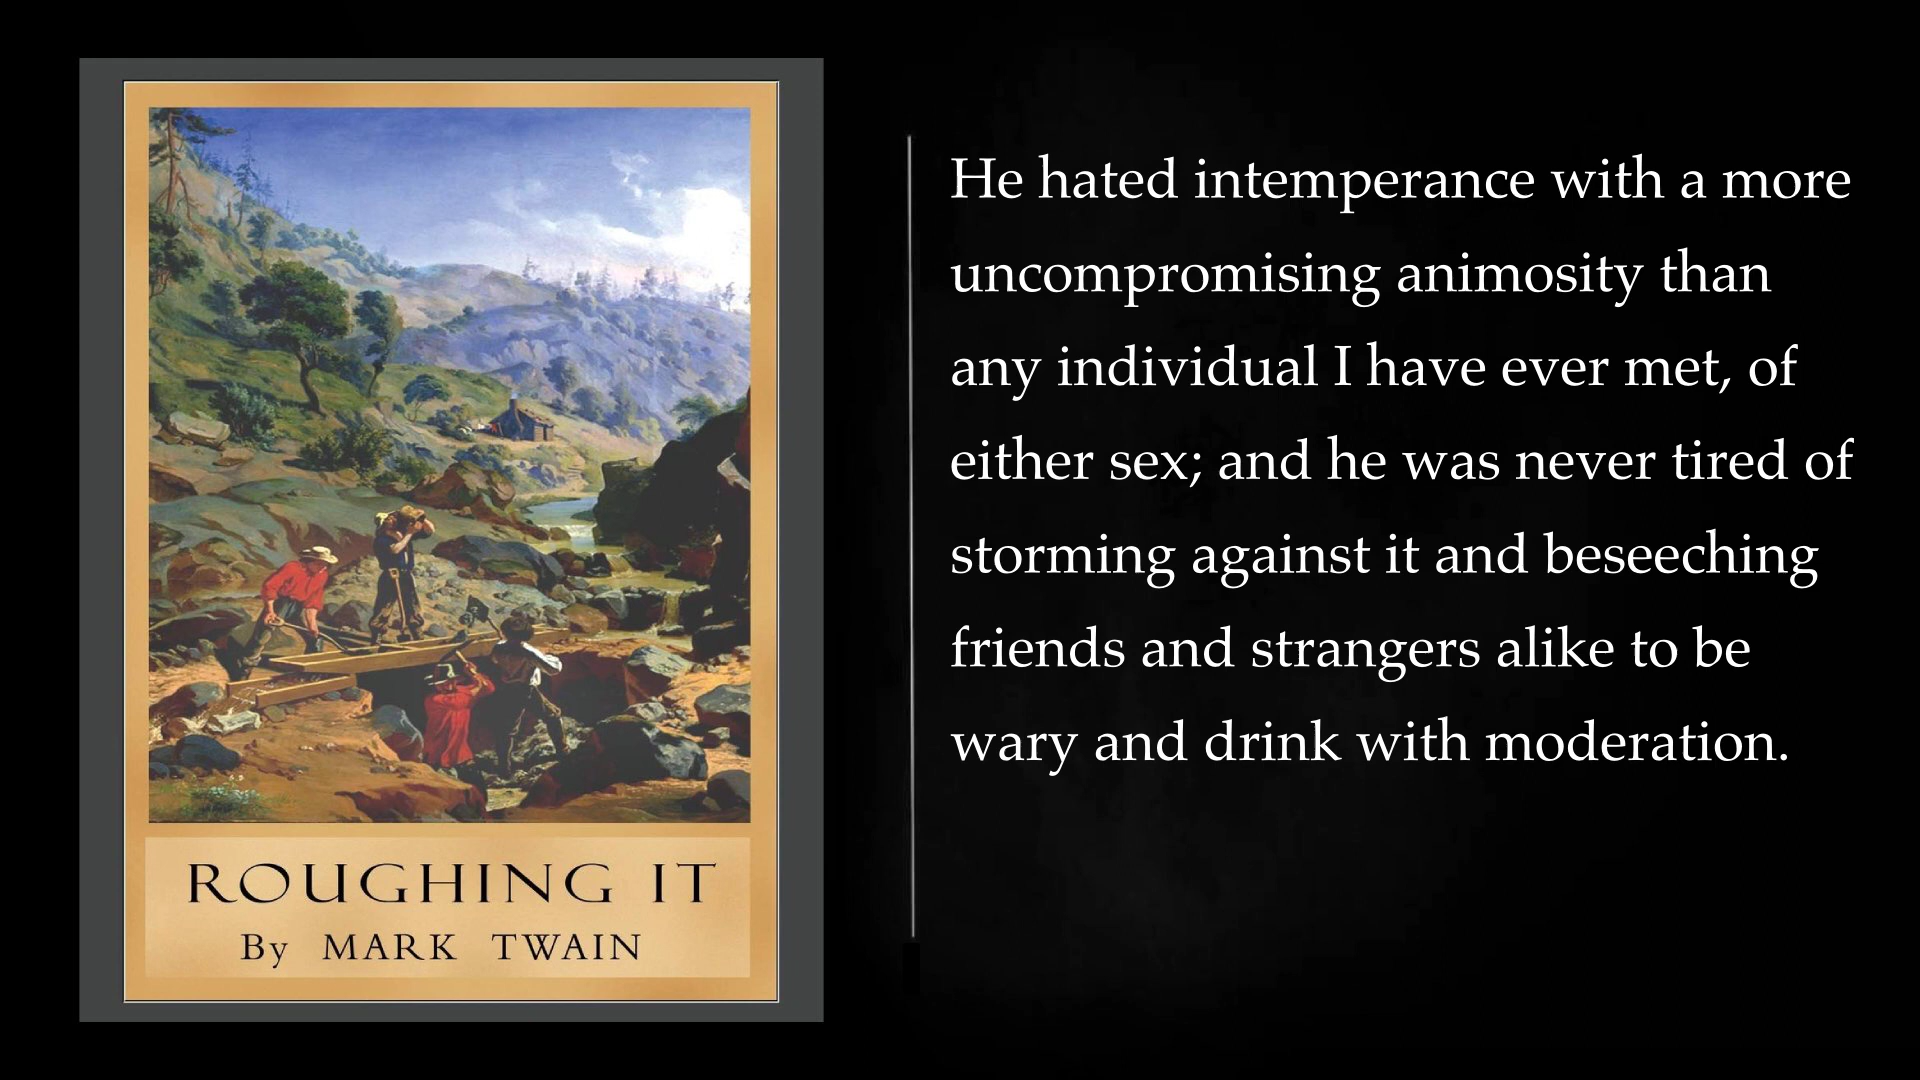 ROUGHING IT
By MARK TWAIN
He hated intemperance with a more
uncompromising animosity than
any individual I have ever met, of
either sex; and he was never tired of
storming against it and beseeching
friends and strangers alike to be
wary and drink with moderation.